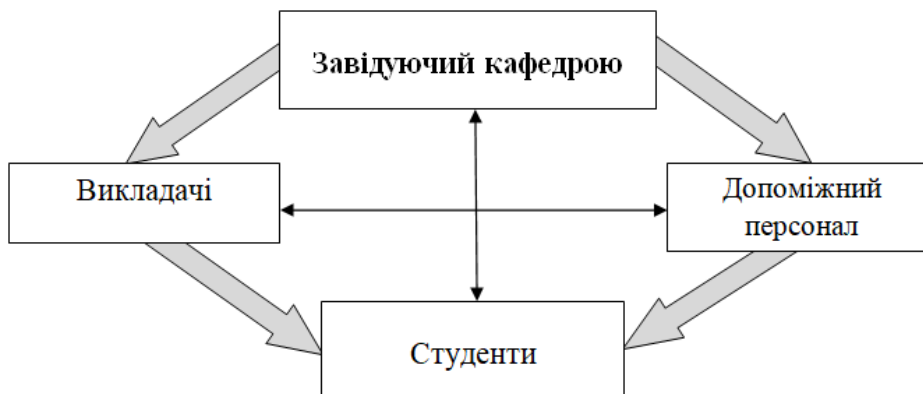 Завідуючий кафедрою
Викладачі
Допоміжний
персонал
Студенти